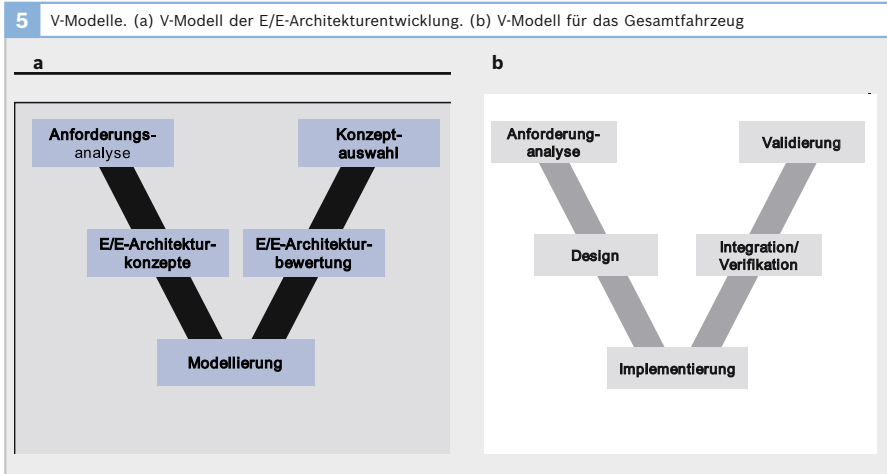 5 V-Modelle. (a) V-Modell der E/E-Architekturentwicklung. (b) V-Modell für das Gesamtfahrzeug
a
Anforderungs-
analyse
Konzept-
auswahl
E/E-Architektur-
konzepte
E/E-Architektur-
bewertung
Modellierung
b
Anforderung-
analyse
Validierung
Design
Integration/
Verifikation
Implementierung